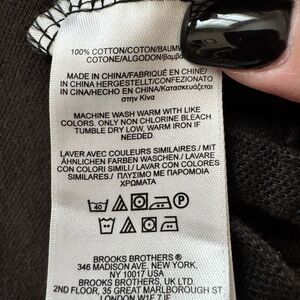 100% COTTON/COTON/BAUMW
COTONE/ALGODON/βαμβα
MADE IN CHINA/FABRIQUÉ EN CHINE/
IN CHINA HERGESTELLT/CONFEZIONATO
IN CINA/HECHO EN CHINA/Κατασκευάζεται
στην Κίνα
MACHINE WASH WARM WITH LIKE
COLORS. ONLY NON CHLORINE BLEACH.
TUMBLE DRY LOW, WARM IRON IF
NEEDED.
LAVER AVEC COULEURS SIMILAIRES./ MIT
ÄHNLICHEN FARBEN WASCHEN./ LAVARE
CON COLORI SIMILI./ LAVAR CON COLORES
SIMILARES./ ΠΛΥΣΙΜΟ ΜΕ ΠΑΡΟΜΟΙΑ
ΧΡΩΜΑΤΑ
40
BROOKS BROTHERS ®
346 MADISON AVE. NEW YORK,
NY 10017 USA
BROOKS BROTHERS, UK LTD.
2ND FLOOR, 35 GREAT MARLBOROUGH ST
LONDON W1F 7JF